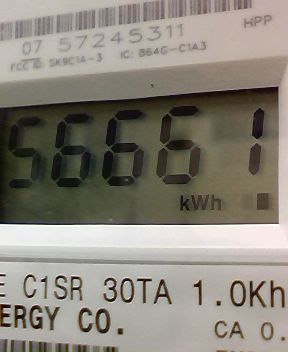 07 57245311
HPP
FCC ID: SK9C1A-3 IC: 864G-C1A3
56661
kWh
E C1SR 30TA 1.0Kh
ERGY CO.
CA 0.